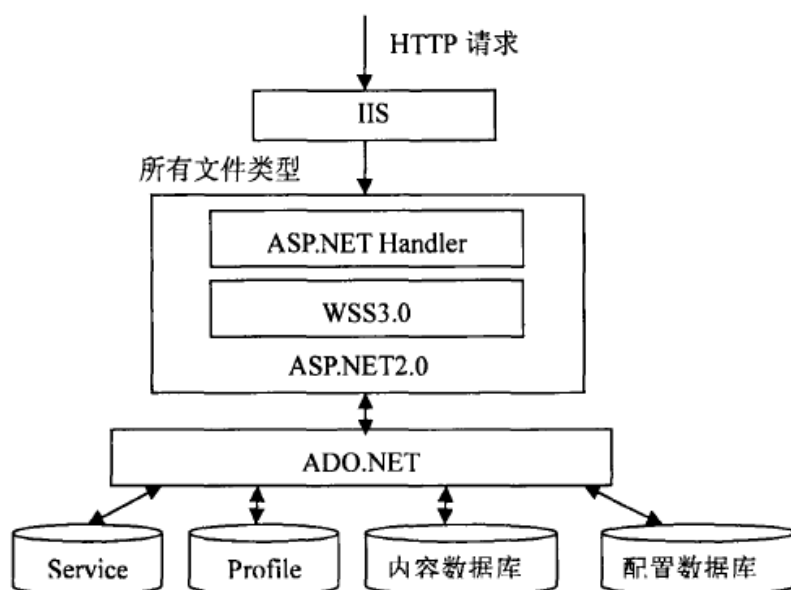 HTTP 请求
IIS
所有文件类型
ASP.NET Handler
WSS3.0
ASP.NET2.0
ADO.NET
Service
Profile
内容数据库
配置数据库